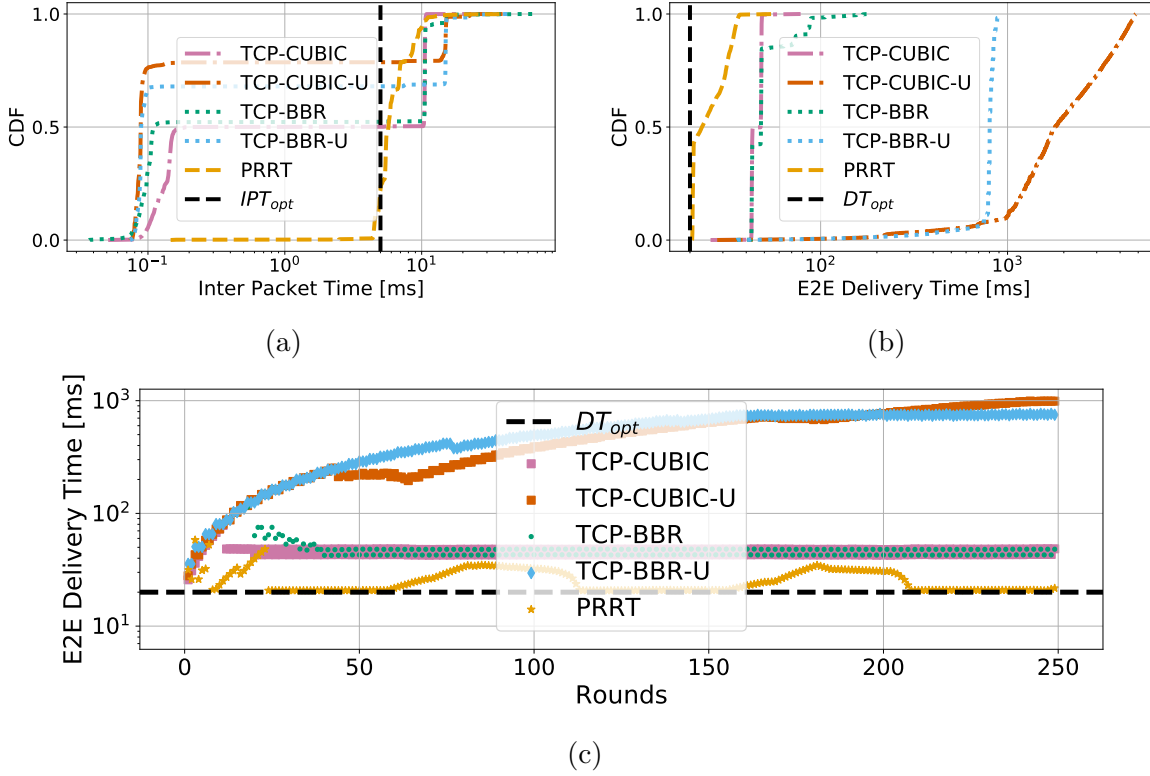 1.0
0.5
0.0
CDF
TCP-CUBIC
TCP-CUBIC-U
TCP-BBR
TCP-BBR-U
PRRT
IPT_opt
10^−1
10^0
10^1
Inter Packet Time [ms]
(a)
1.0
0.5
0.0
CDF
TCP-CUBIC
TCP-CUBIC-U
TCP-BBR
TCP-BBR-U
PRRT
DT_opt
10^2
10^3
E2E Delivery Time [ms]
(b)
E2E Delivery Time [ms]
10^3
10^2
10^1
DT_opt
TCP-CUBIC
TCP-CUBIC-U
TCP-BBR
TCP-BBR-U
PRRT
0
50
100
150
200
250
Rounds
(c)